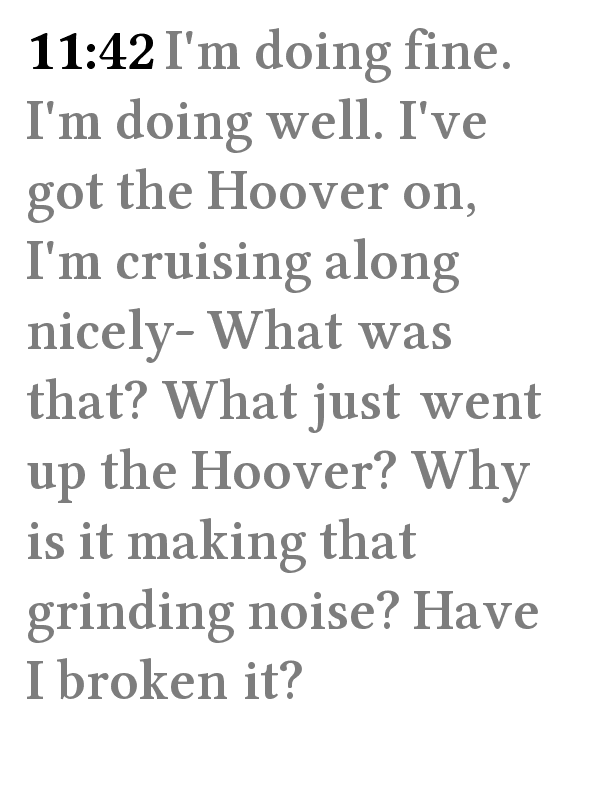 11:42 I'm doing fine.
I'm doing well. I've
got the Hoover on,
I'm cruising along
nicely- What was
that? What just went
up the Hoover? Why
is it making that
grinding noise? Have
I broken it?